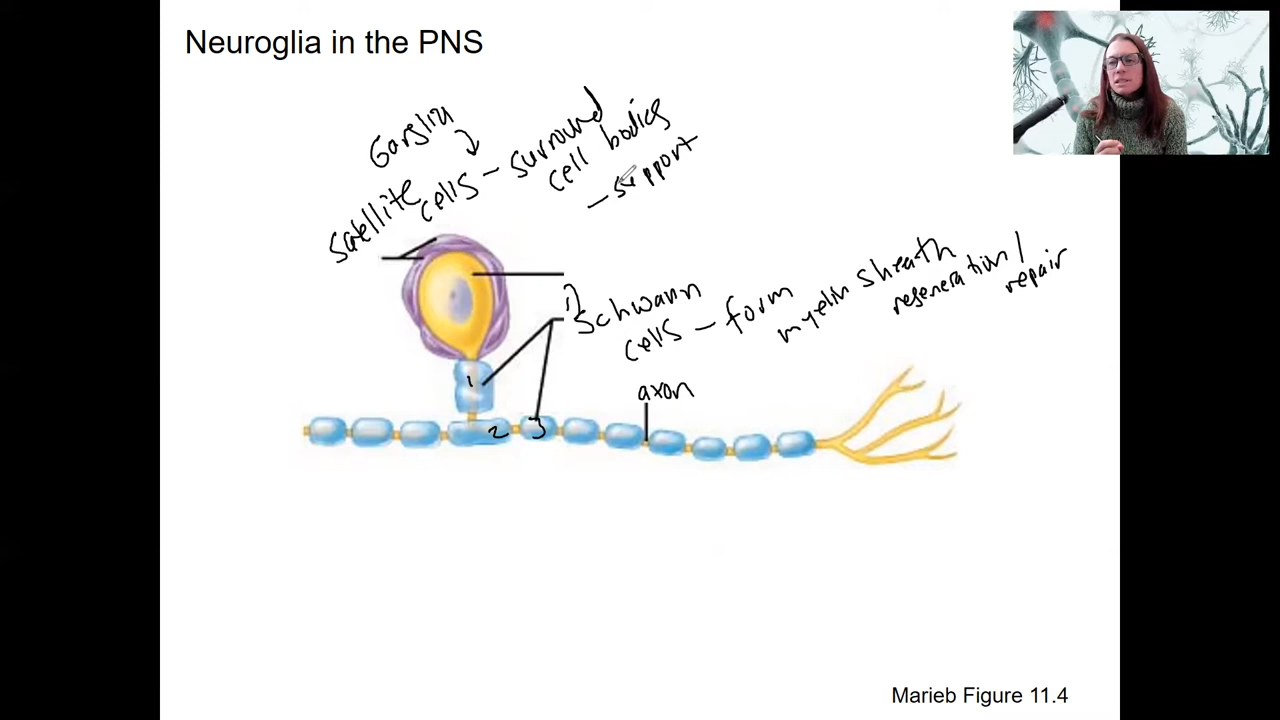 Neuroglia in the PNS
Ganglia
satellite
cells - surround
cell bodies
- support
1)
Schwann
cells - form
myelin sheath
regeneration /
repair
axon
1
2
3
Marieb Figure 11.4